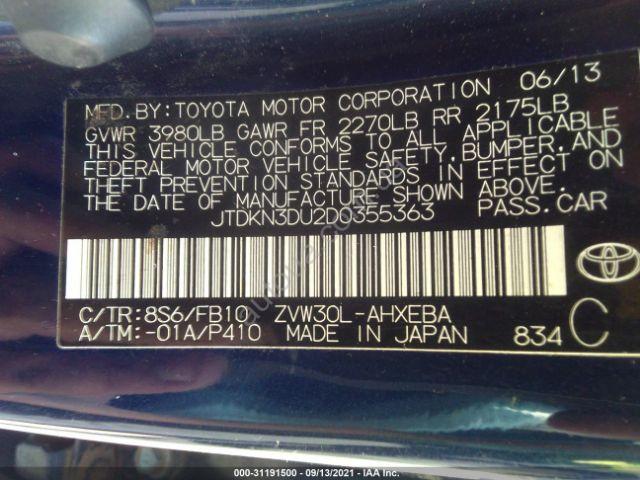 06/13
MFD.BY:TOYOTA MOTOR CORPORATION
GVWR 3980LB GAWR FR 2270LB RR 2175LB
THIS VEHICLE CONFORMS TO ALL APPLICABLE
FEDERAL MOTOR VEHICLE SAFETY,BUMPER,AND
THEFT PREVENTION STANDARDS IN EFFECT ON
THE DATE OF MANUFACTURE SHOWN ABOVE.
JTDKN3DU2D0355363 PASS.CAR
C/TR:8S6/FB10 ZVW30L-AHXEBA
A/TM:-01A/P410 MADE IN JAPAN 834 C
000-31191500 - 09/13/2021 - IAA Inc.